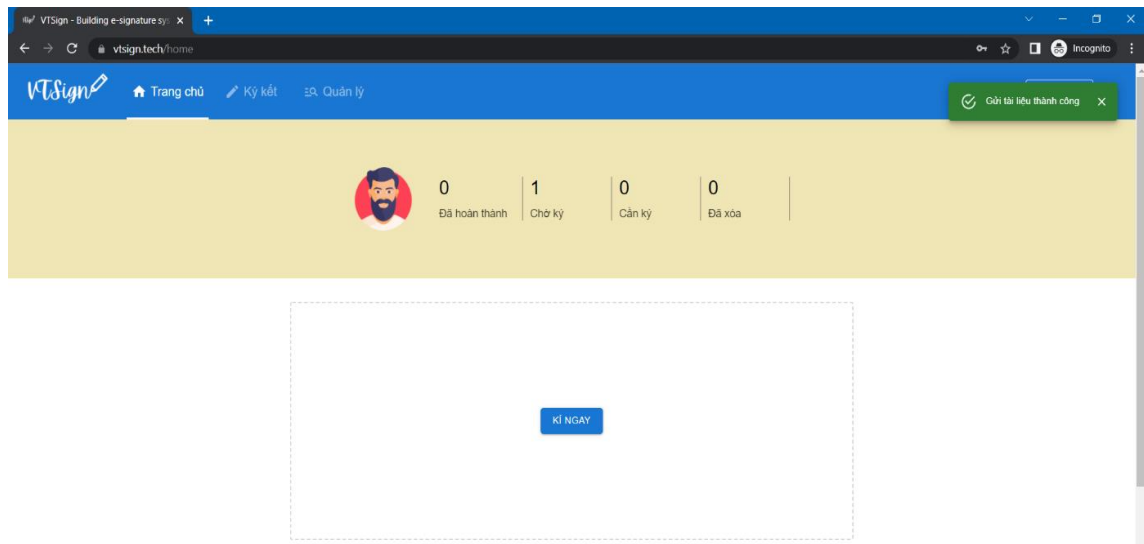 VTSign - Building e-signature sys
vtsign.tech/home
Incognito
VTSign
Trang chủ
Ký kết
Quản lý
Gửi tài liệu thành công
0
1
0
0
Đã hoàn thành
Chờ ký
Cần ký
Đã xóa
KÍ NGAY